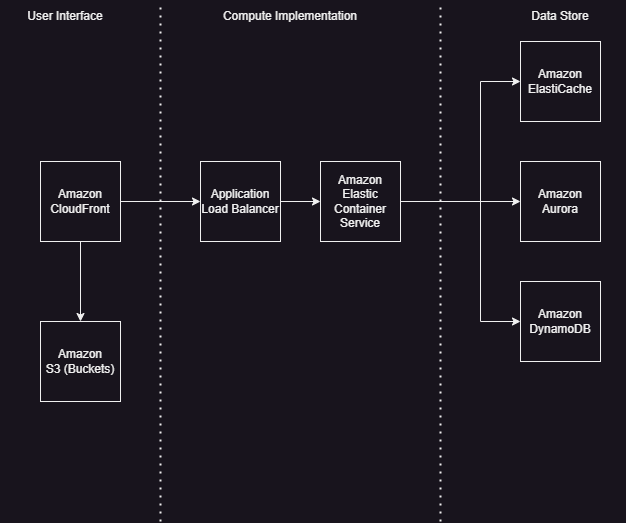 User Interface
Compute Implementation
Data Store
Amazon
ElastiCache
Amazon
CloudFront
Application
Load Balancer
Amazon
Elastic
Container
Service
Amazon
Aurora
Amazon
DynamoDB
Amazon
S3 (Buckets)